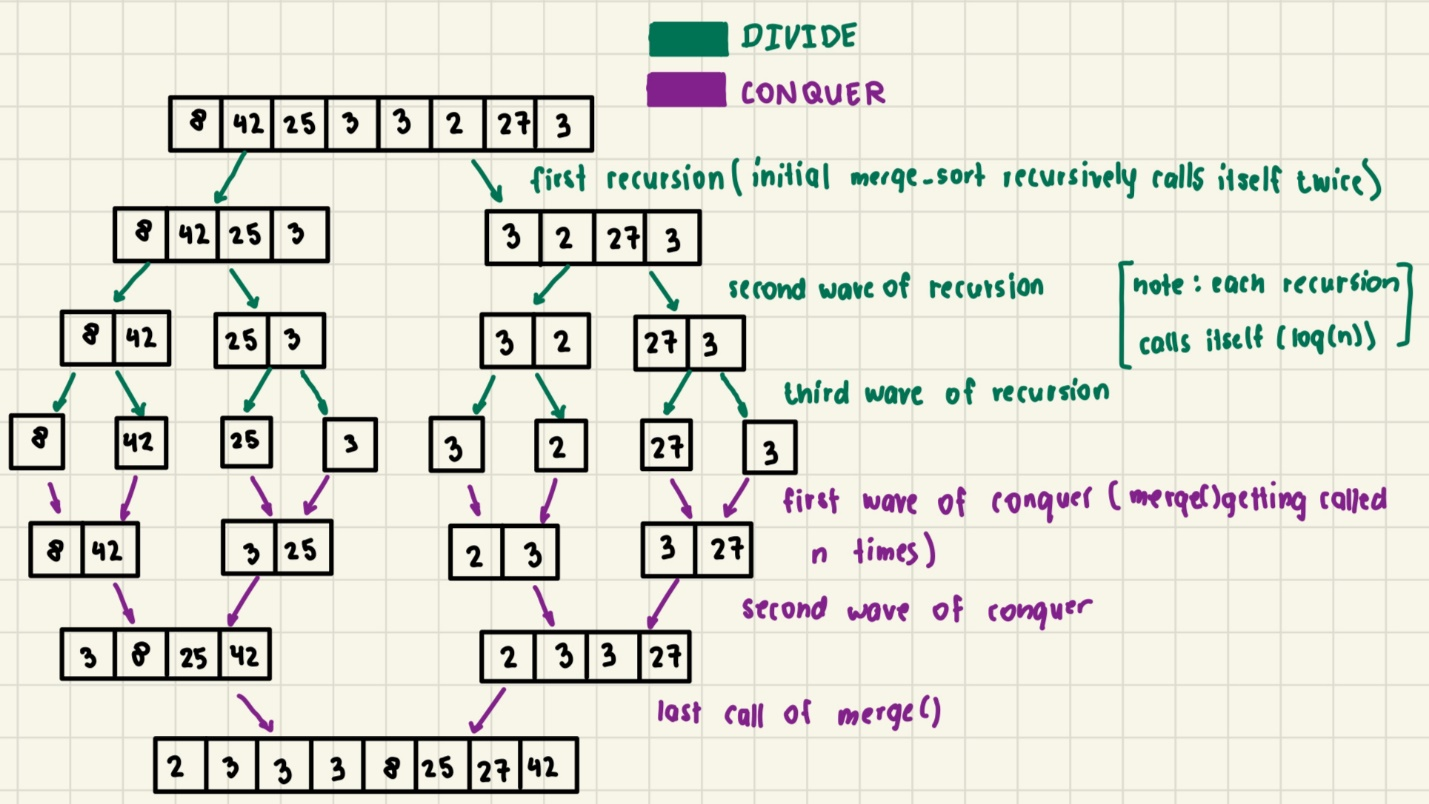 DIVIDE
CONQUER
8 42 25 3 3 2 27 3
first recursion (initial merge-sort recursively calls itself twice)
8 42 25 3 3 2 27 3
second wave of recursion
[note: each recursion
calls itself (log(n))]
8 42 25 3 3 2 27 3
third wave of recursion
8 42 25 3 3 2 27 3
first wave of conquer (merge() getting called
n times)
8 42 3 25 2 3 3 27
second wave of conquer
3 8 25 42 2 3 3 27
last call of merge()
2 3 3 3 8 25 27 42